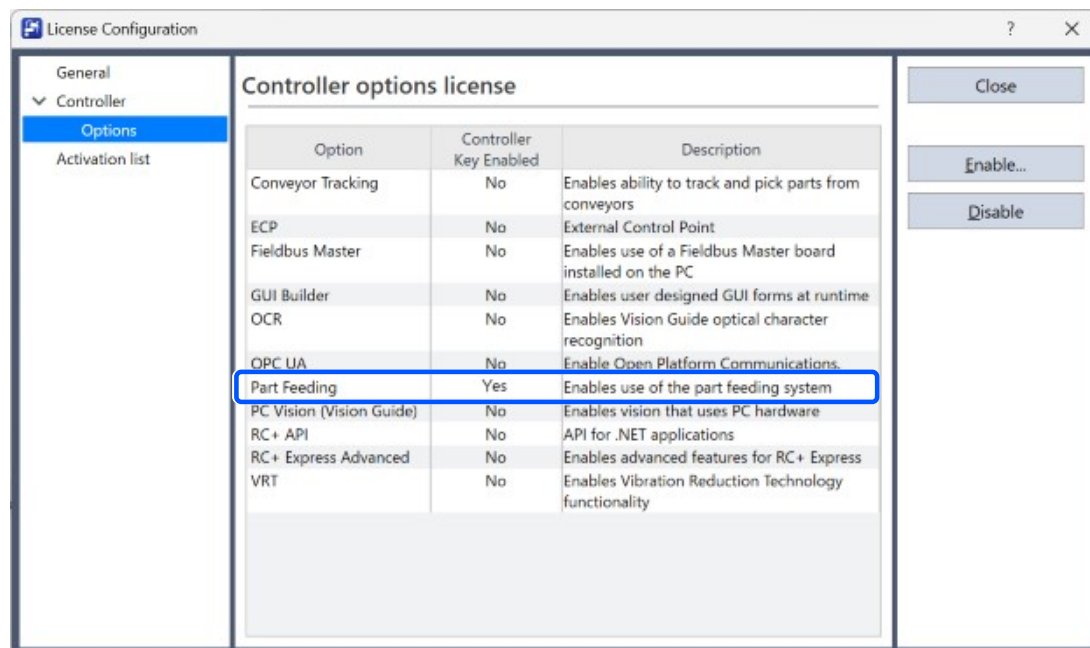 License Configuration
?
General
Controller
Options
Activation list
Controller options license
Option
Controller
Key Enabled
Description
Conveyor Tracking
No
Enables ability to track and pick parts from
conveyors
ECP
No
External Control Point
Fieldbus Master
No
Enables use of a Fieldbus Master board
installed on the PC
GUI Builder
No
Enables user designed GUI forms at runtime
OCR
No
Enables Vision Guide optical character
recognition
OPC UA
No
Enable Open Platform Communications.
Part Feeding
Yes
Enables use of the part feeding system
PC Vision (Vision Guide)
No
Enables vision that uses PC hardware
RC+ API
No
API for .NET applications
RC+ Express Advanced
No
Enables advanced features for RC+ Express
VRT
No
Enables Vibration Reduction Technology
functionality
Close
Enable...
Disable